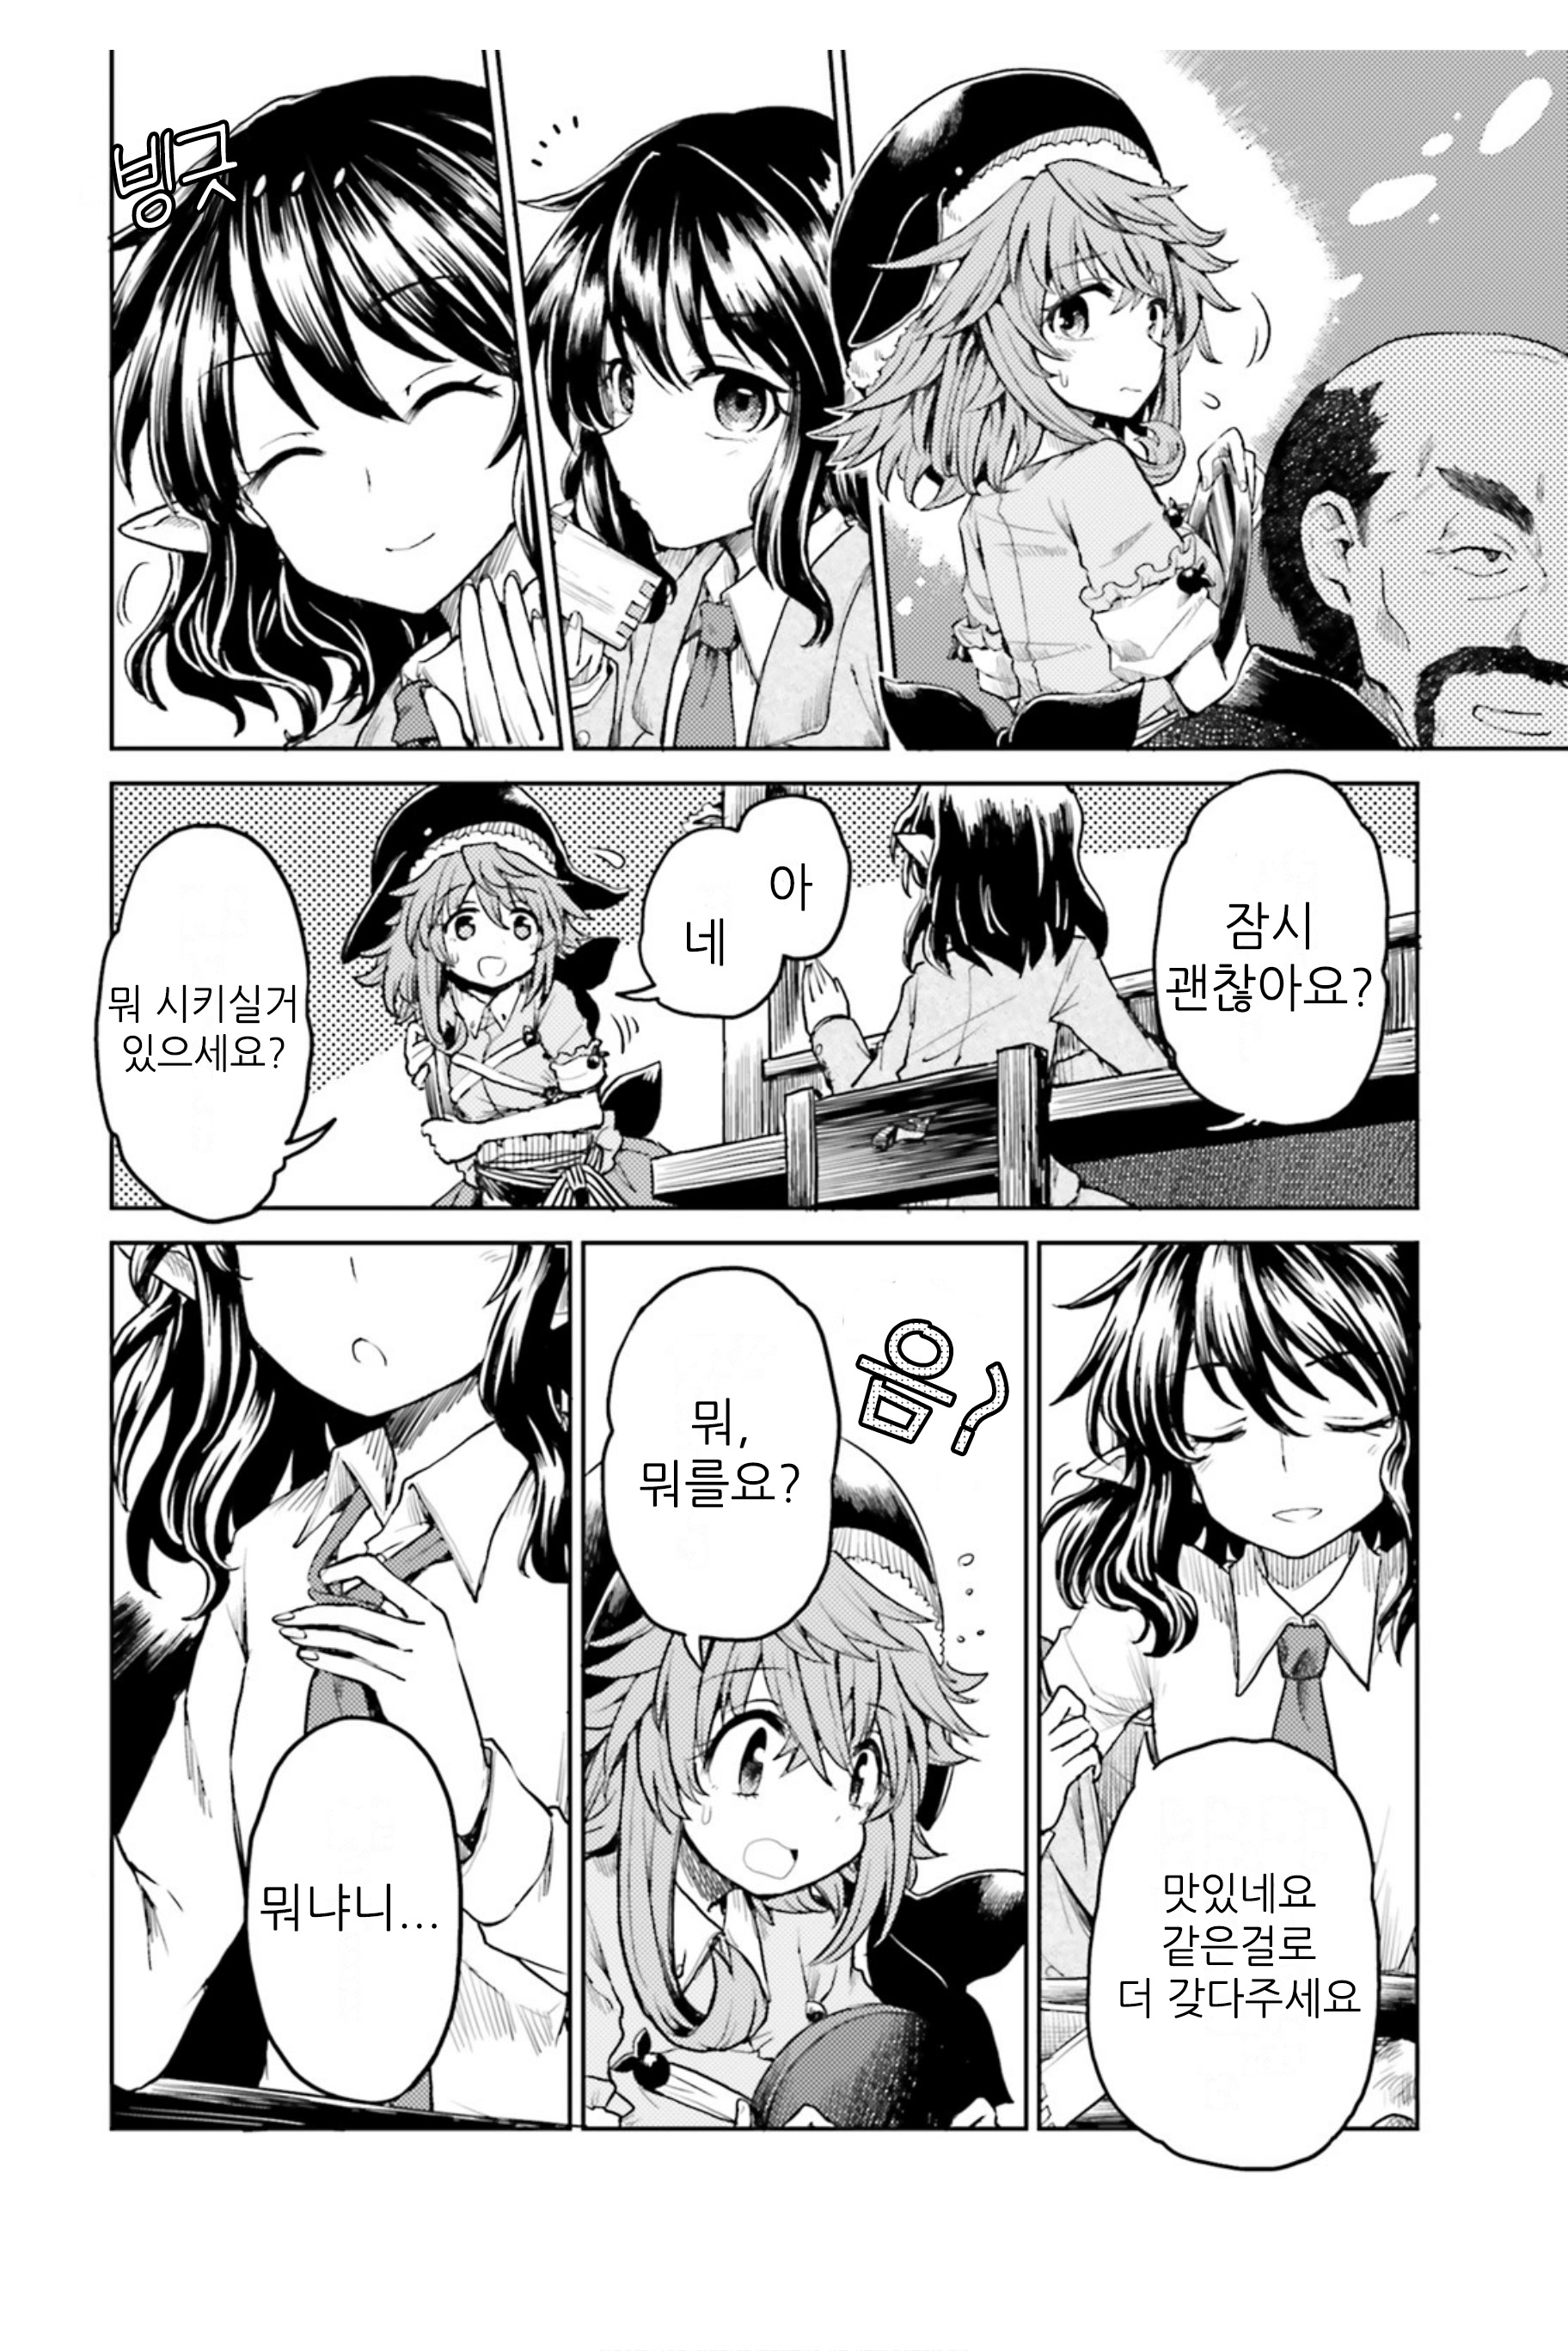 빙긋...
잠시
괜찮아요?
아
네
뭐 시키실거
있으세요?
맛있네요
같은걸로
더 갖다주세요
음?
뭐,
뭐를요?
뭐냐니...